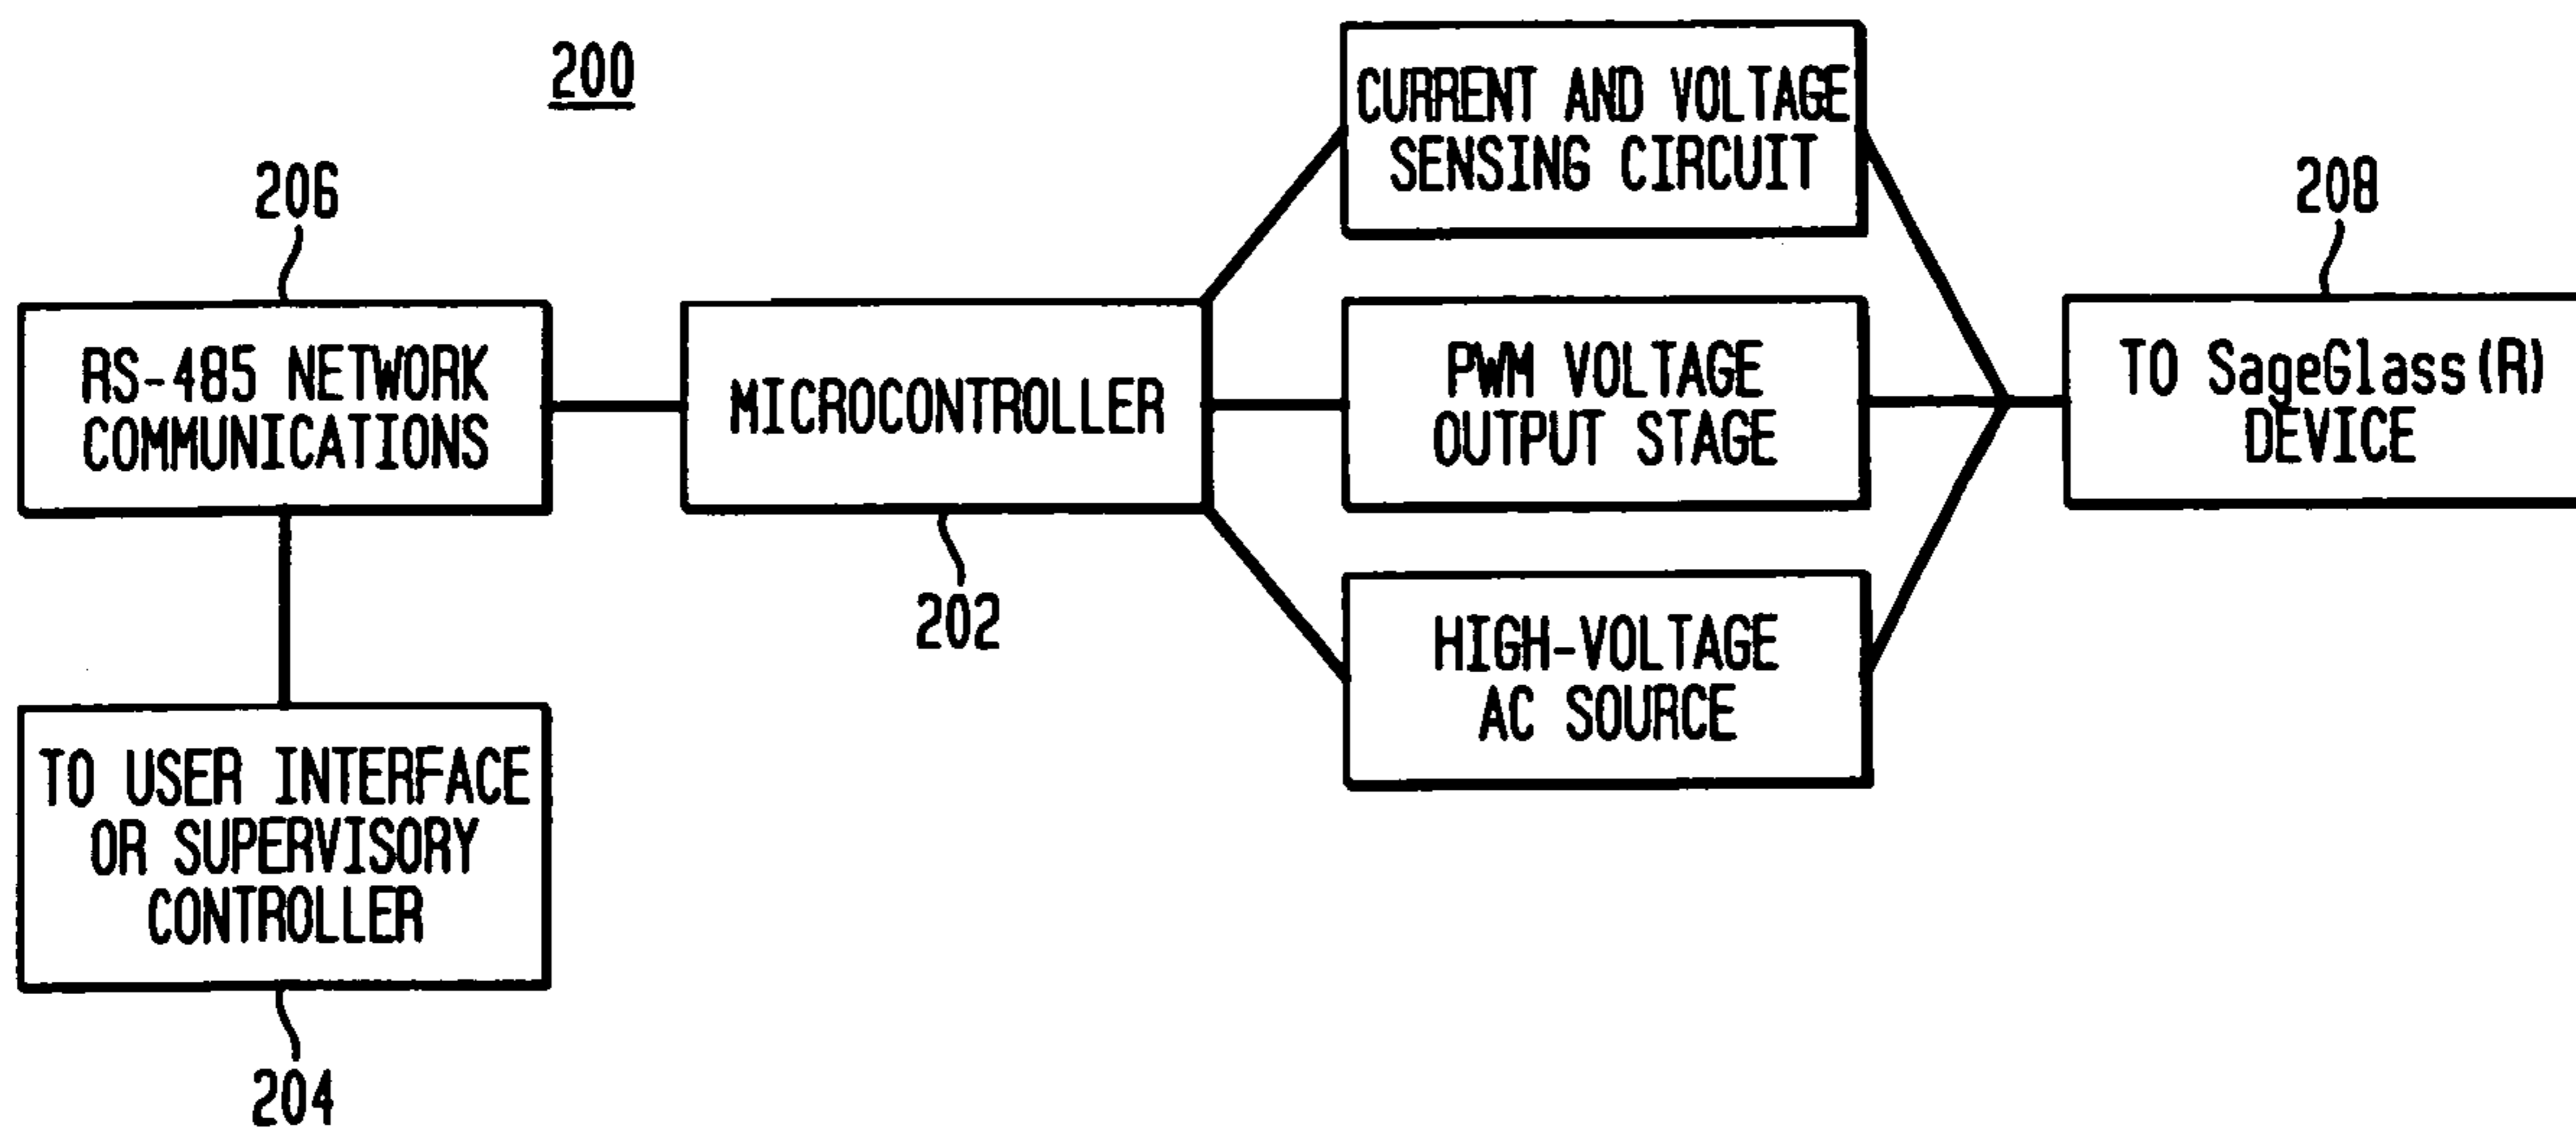 200
206
RS-485 NETWORK
COMMUNICATIONS
MICROCONTROLLER
202
TO USER INTERFACE
OR SUPERVISORY
CONTROLLER
204
CURRENT AND VOLTAGE
SENSING CIRCUIT
PWM VOLTAGE
OUTPUT STAGE
HIGH-VOLTAGE
AC SOURCE
208
TO SageGlass(R)
DEVICE